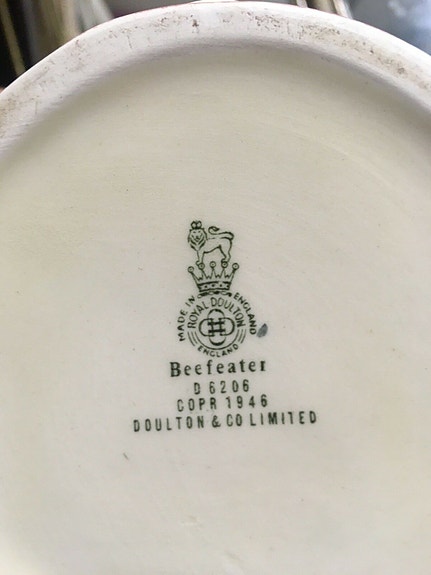 MADE IN ENGLAND
ROYAL DOULTON
ENGLAND
Beefeater
D 6206
COPR 1946
DOULTON & CO LIMITED